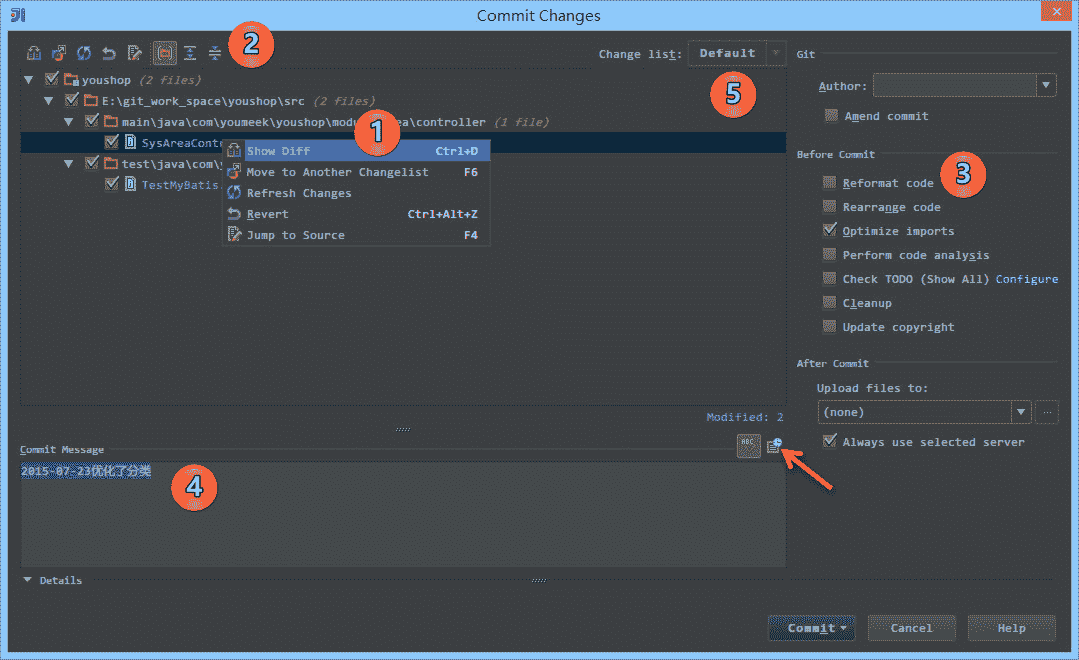 Commit Changes
2
Change list: Default
Git
youshop (2 files)
5
Author:
E:\git_work_space\youshop\src (2 files)
Amend commit
main\java\com\youmeek\youshop\modu ea\controller (1 file)
1
SysAreaContr
Show Diff Ctrl+D
Before Commit
test\java\com\y
Move to Another Changelist F6
3
TestMyBatis.
Refresh Changes
Reformat code
Revert Ctrl+Alt+Z
Rearrange code
Jump to Source F4
Optimize imports
Perform code analysis
Check TODO (Show All) Configure
Cleanup
Update copyright
After Commit
Upload files to:
(none)
...
Modified: 2
Always use selected server
Commit Message
ABC
2015-07-23优化了分类
4
Details
Commit
Cancel
Help